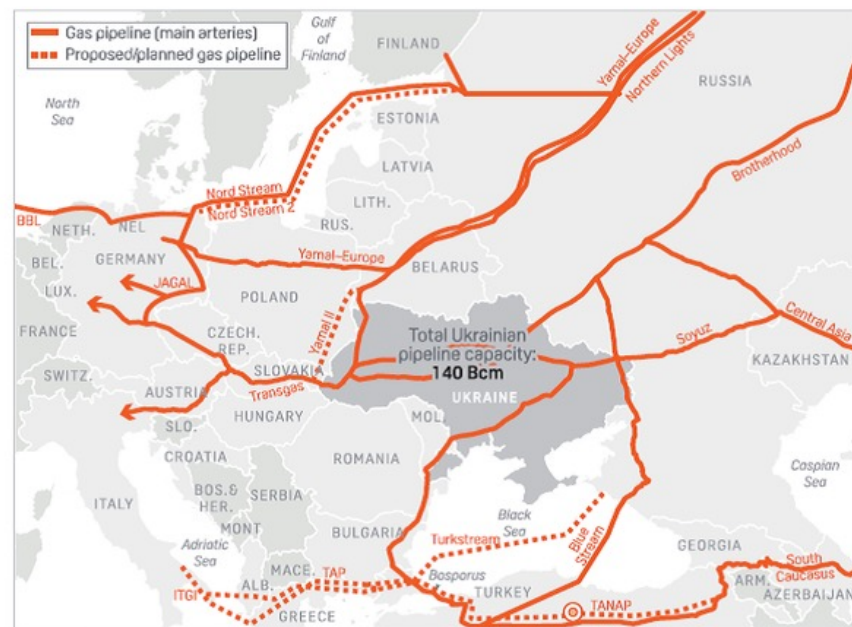 Gas pipeline (main arteries)
Proposed/planned gas pipeline
Gulf
of
Finland
FINLAND
Yamal–Europe
Northern Lights
RUSSIA
North
Sea
ESTONIA
Brotherhood
LATVIA
Nord Stream
Nord Stream 2
LITH.
BBL
NETH.
NEL
RUS.
Yamal–Europe
BELARUS
BEL.
GERMANY
JAGAL
LUX.
POLAND
Yamal II
Central Asia
FRANCE
CZECH.
REP.
Total Ukrainian
pipeline capacity:
140 Bcm
Soyuz
SLOVAKIA
KAZAKHSTAN
SWITZ.
AUSTRIA
Transgas
UKRAINE
HUNGARY
MOL.
SLO.
CROATIA
ROMANIA
Caspian
Sea
ITALY
BOS.&
HER.
SERBIA
Black
Sea
MONT
BULGARIA
Turkstream
Blue
Stream
Adriatic
Sea
GEORGIA
MACE.
TAP
Bosporus
South
Caucasus
ITGI
ALB.
TURKEY
TANAP
ARM.
AZERBAIJAN
GREECE